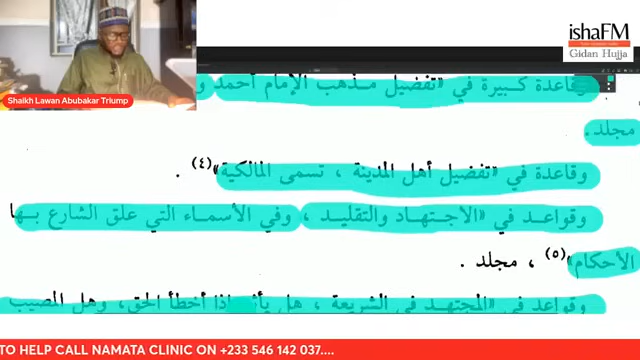 ishaFM
Gidan Hujja
Shaikh Lawan Abubakar Triump
وقاعدة كبيرة في «تفضيل مذهب الإمام أحمد و
مجلد.
وقاعدة في «تفضيل أهل المدينة ، تسمى المالكية» (٤) .
وقواعد في «الاجتهاد والتقليد ، وفي الأسماء التي علق الشارع بها
الأحكام» (٥) ، مجلد .
وقواعد في «المجتهد في الشريعة ، هل يأثم إذا أخطأ الحق، وهل المصيب
TO HELP CALL NAMATA CLINIC ON +233 546 142 037....